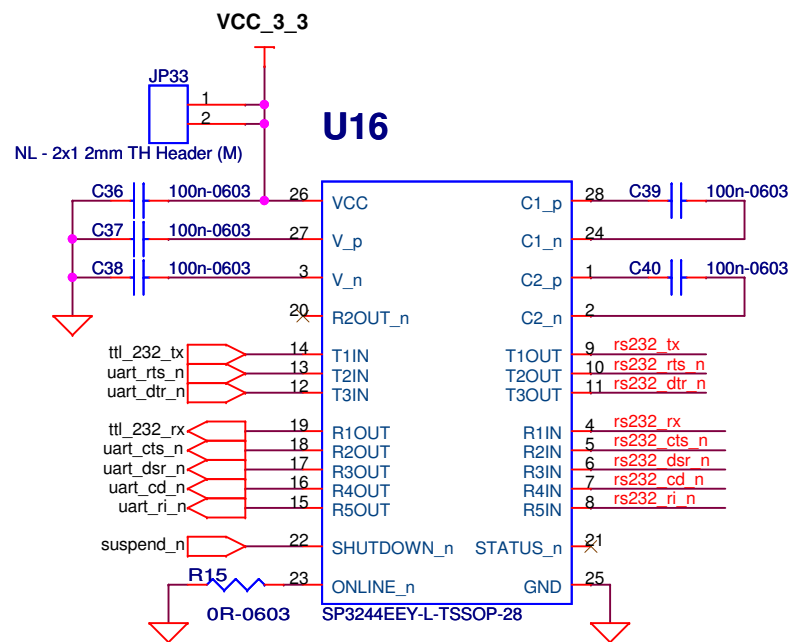 VCC_3_3
JP33
1
2
U16
NL - 2x1 2mm TH Header (M)
C36 100n-0603 26 VCC C1_p 28 C39 100n-0603
C37 100n-0603 27 V_p C1_n 24
C38 100n-0603 3 V_n C2_p 1 C40 100n-0603
20 R2OUT_n C2_n 2
ttl_232_tx 14 T1IN T1OUT 9 rs232_tx
uart_rts_n 13 T2IN T2OUT 10 rs232_rts_n
uart_dtr_n 12 T3IN T3OUT 11 rs232_dtr_n
ttl_232_rx 19 R1OUT R1IN 4 rs232_rx
uart_cts_n 18 R2OUT R2IN 5 rs232_cts_n
uart_dsr_n 17 R3OUT R3IN 6 rs232_dsr_n
uart_cd_n 16 R4OUT R4IN 7 rs232_cd_n
uart_ri_n 15 R5OUT R5IN 8 rs232_ri_n
suspend_n 22 SHUTDOWN_n STATUS_n 21
R15 23 ONLINE_n GND 25
0R-0603 SP3244EEY-L-TSSOP-28